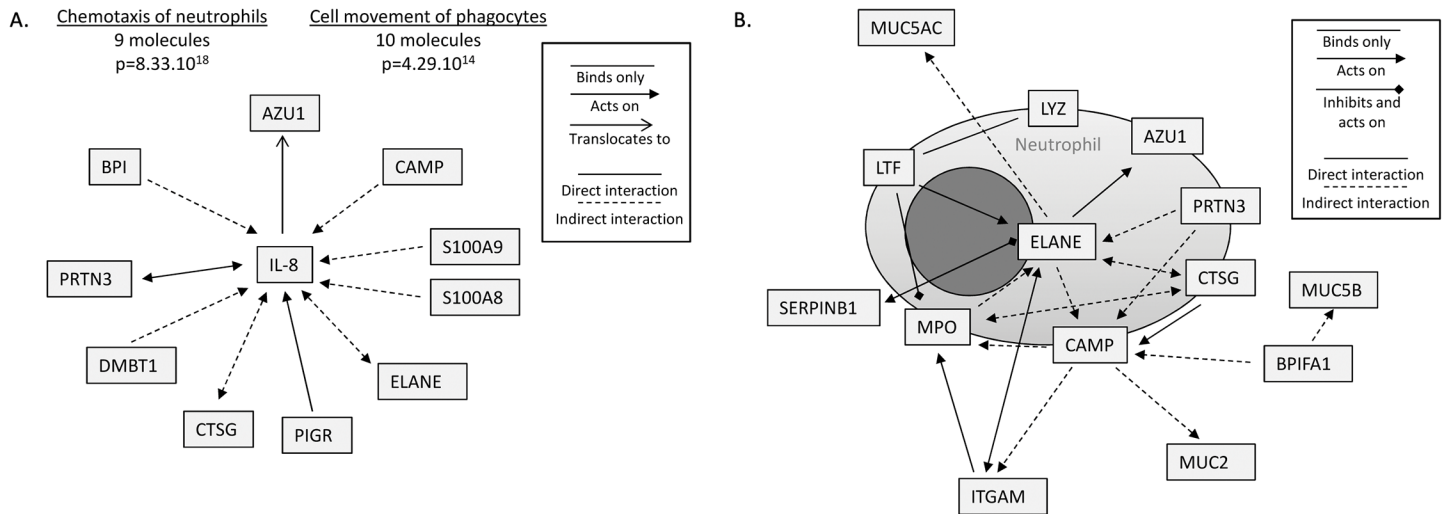 A.
Chemotaxis of neutrophils
9 molecules
p=8.33.10^18
Cell movement of phagocytes
10 molecules
p=4.29.10^14
Binds only
Acts on
Translocates to
Direct interaction
Indirect interaction
AZU1
BPI
CAMP
S100A9
IL-8
PRTN3
S100A8
DMBT1
ELANE
CTSG
PIGR
B.
MUC5AC
Binds only
Acts on
Inhibits and
acts on
Direct interaction
Indirect interaction
LYZ
Neutrophil
AZU1
LTF
PRTN3
ELANE
CTSG
MUC5B
SERPINB1
MPO
CAMP
BPIFA1
MUC2
ITGAM